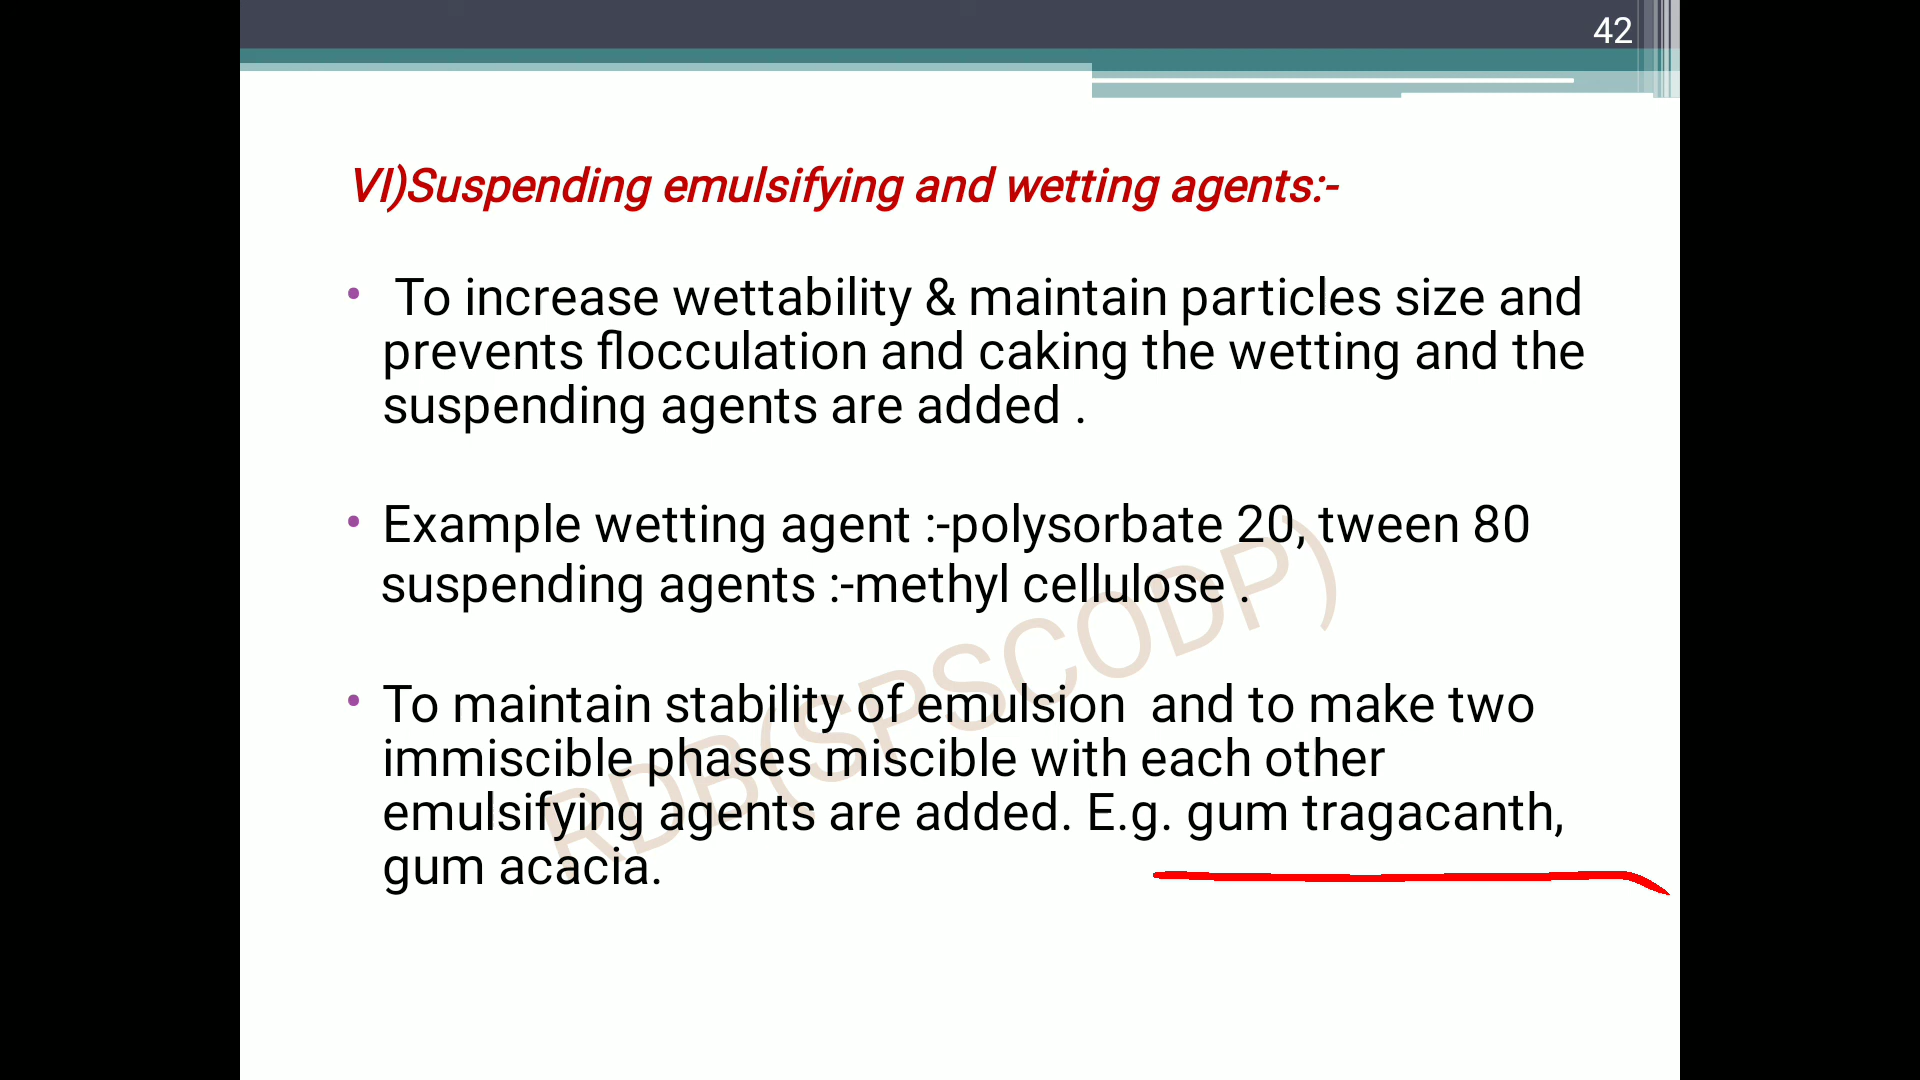 42
VI)Suspending emulsifying and wetting agents:-
• To increase wettability & maintain particles size and
prevents flocculation and caking the wetting and the
suspending agents are added .
• Example wetting agent :-polysorbate 20, tween 80
suspending agents :-methyl cellulose .
• To maintain stability of emulsion and to make two
immiscible phases miscible with each other
emulsifying agents are added. E.g. gum tragacanth,
gum acacia.
RDB(SPSCODP)